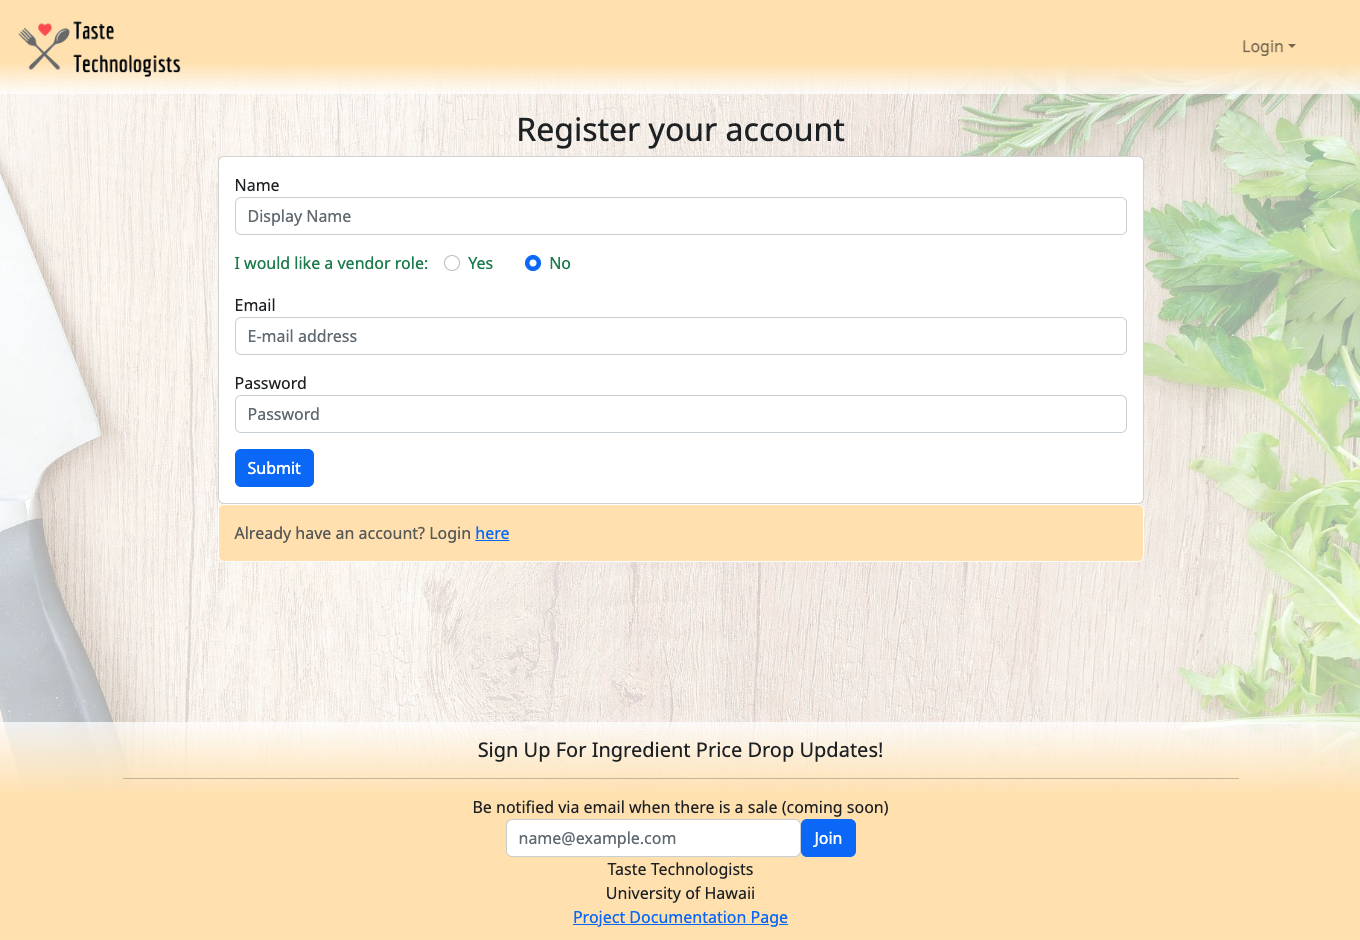 Taste
Technologists
Login
Register your account
Name
Display Name
I would like a vendor role: Yes No
Email
E-mail address
Password
Password
Submit
Already have an account? Login here
Sign Up For Ingredient Price Drop Updates!
Be notified via email when there is a sale (coming soon)
name@example.com Join
Taste Technologists
University of Hawaii
Project Documentation Page